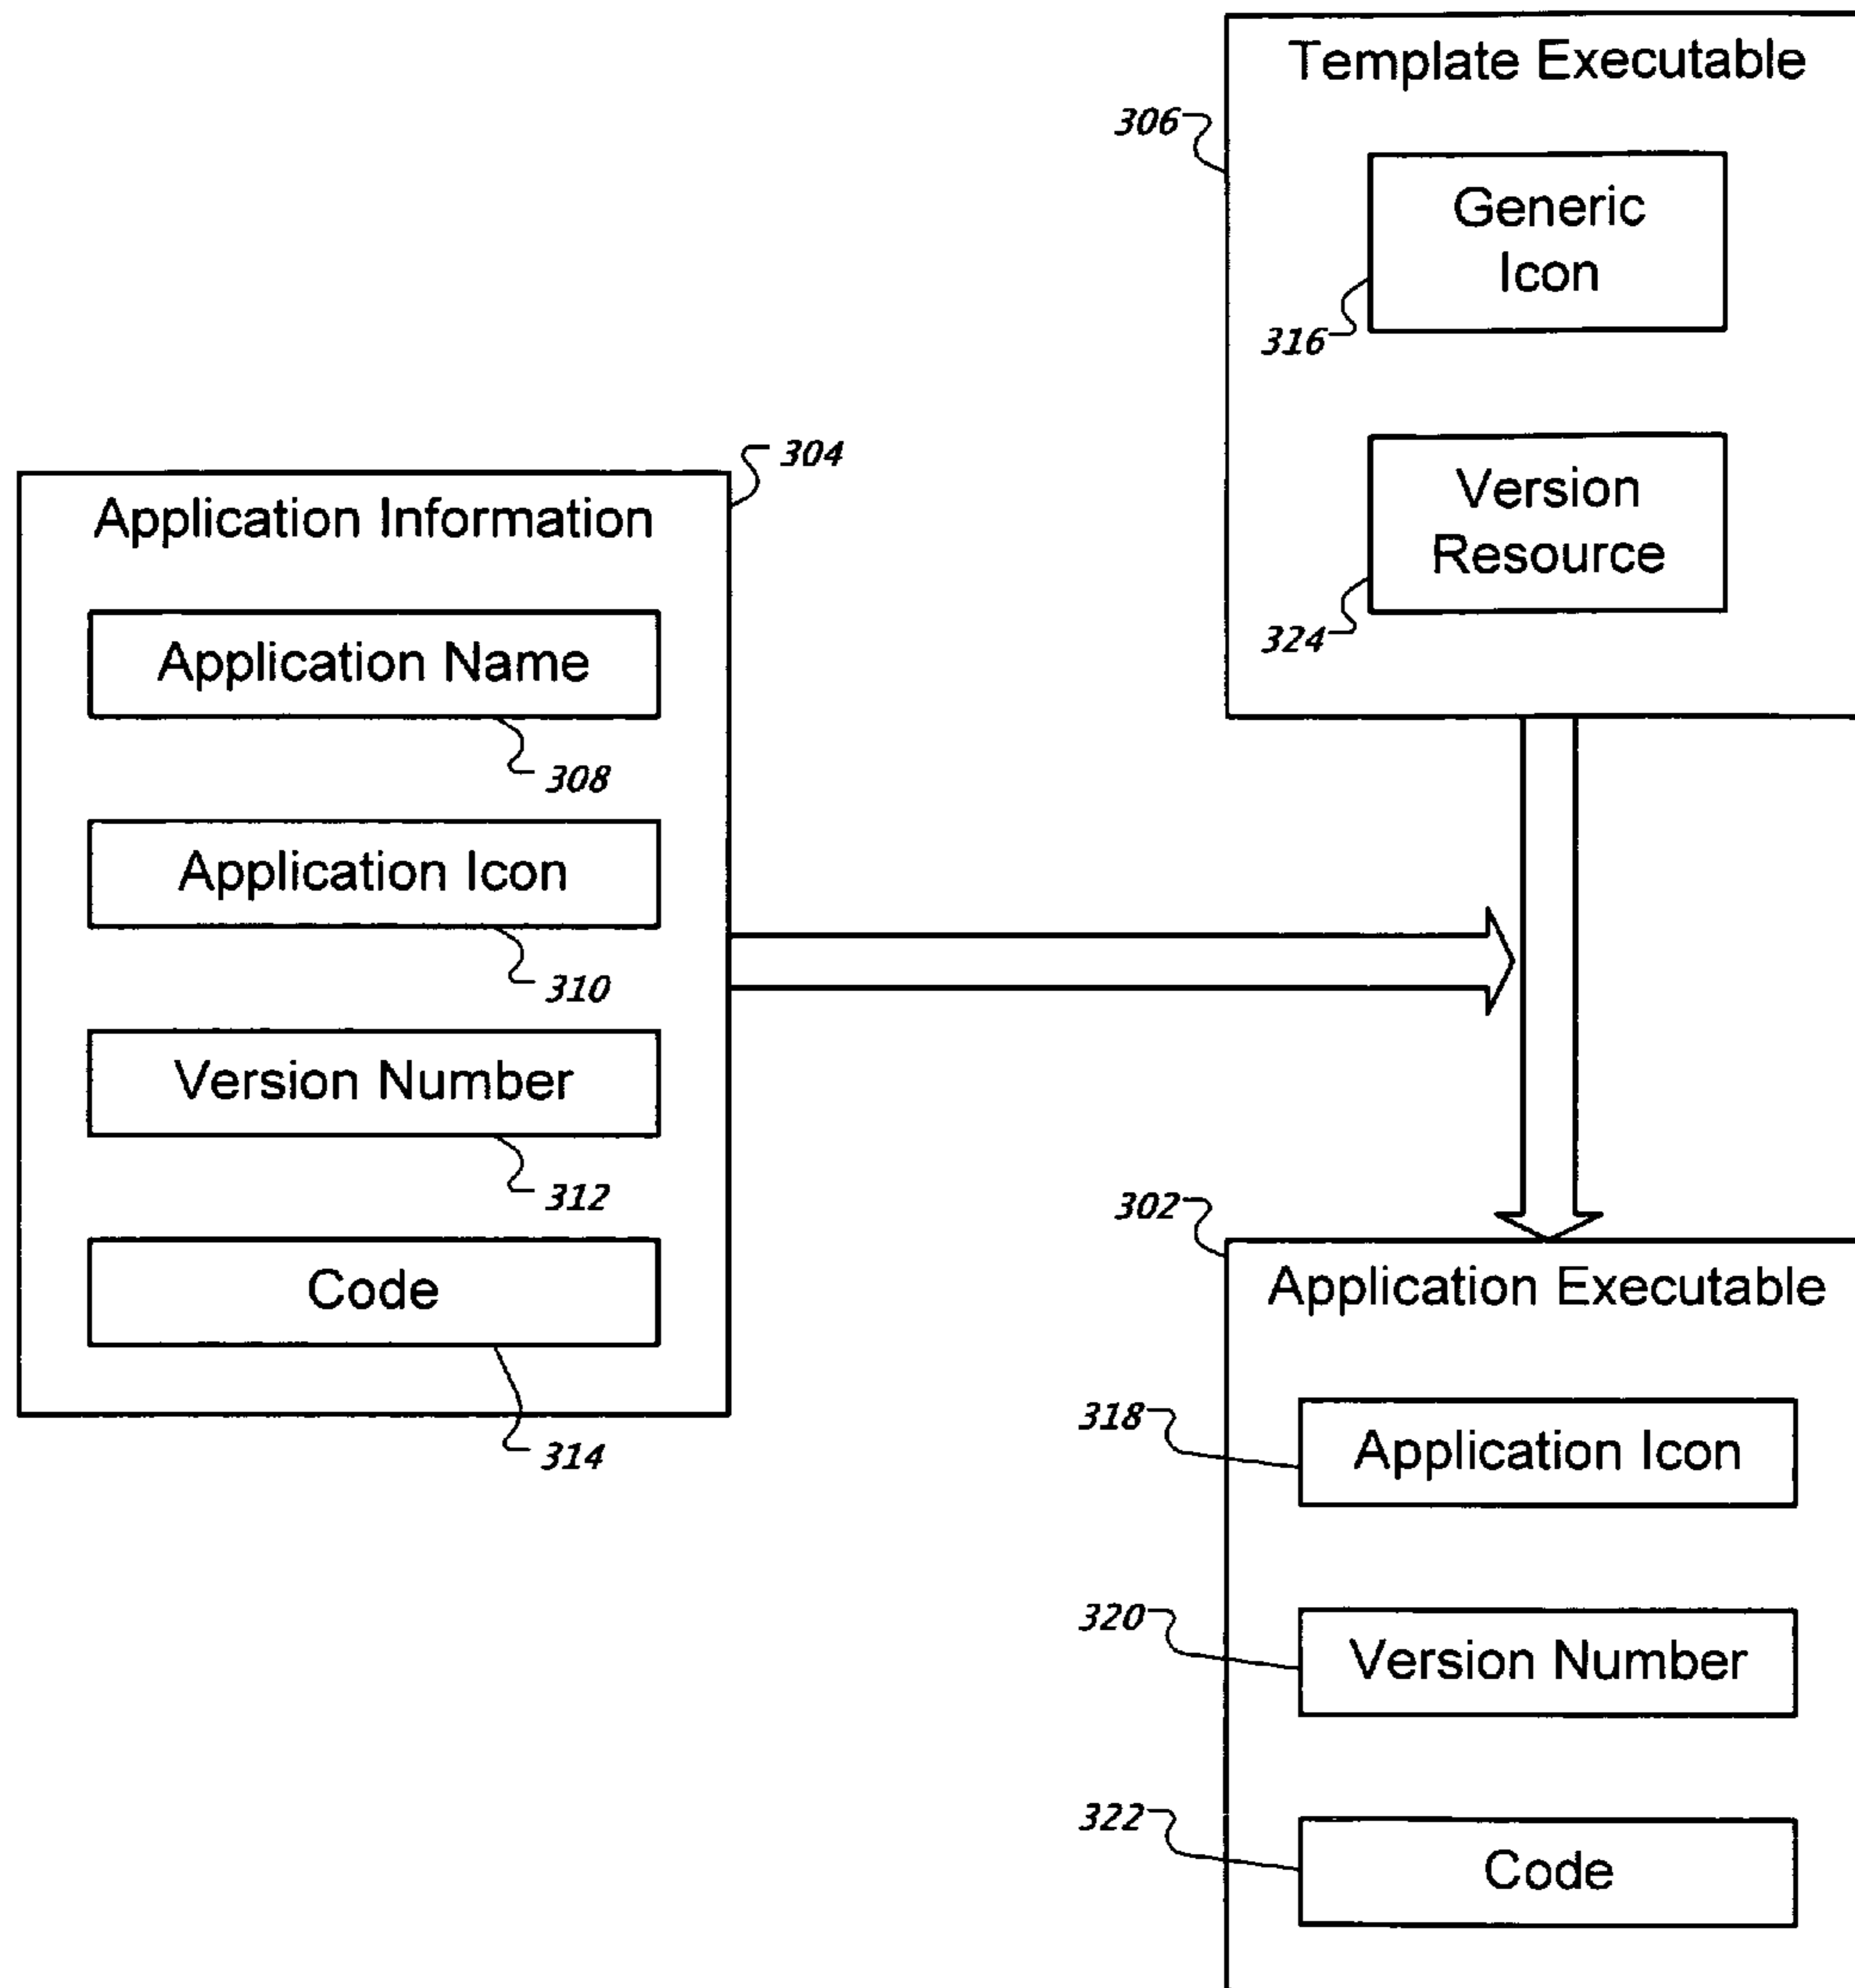 Template Executable
306
Generic
Icon
316
Version
Resource
324
304
Application Information
Application Name
308
Application Icon
310
Version Number
312
Code
314
302
Application Executable
318
Application Icon
320
Version Number
322
Code